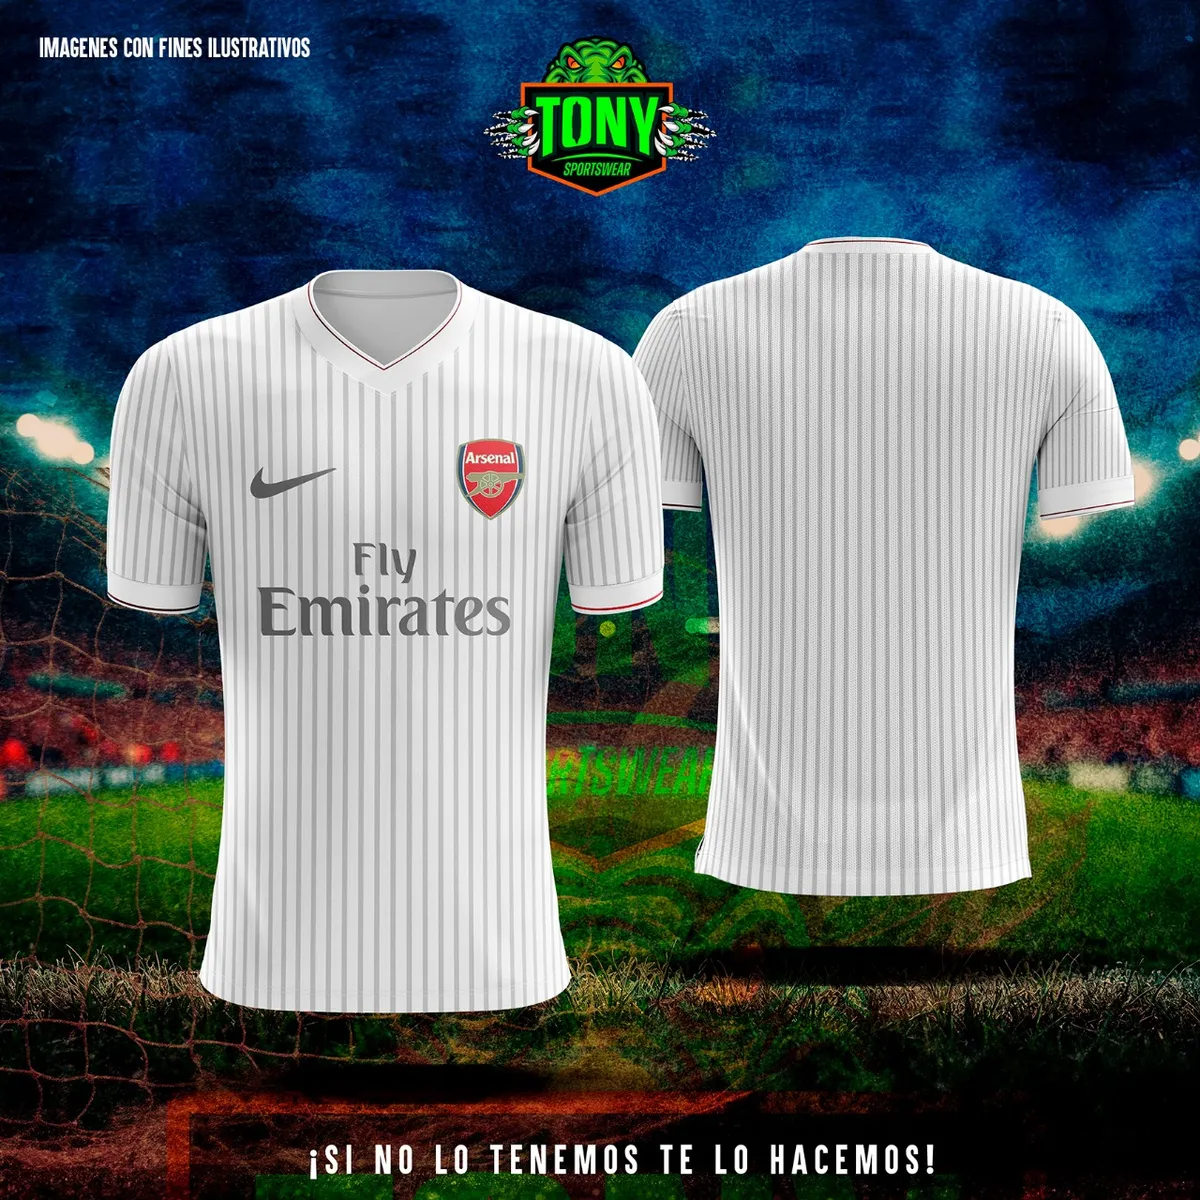 IMAGENES CON FINES ILUSTRATIVOS
TONY
SPORTSWEAR
Arsenal
Fly
Emirates
¡SI NO LO TENEMOS TE LO HACEMOS!